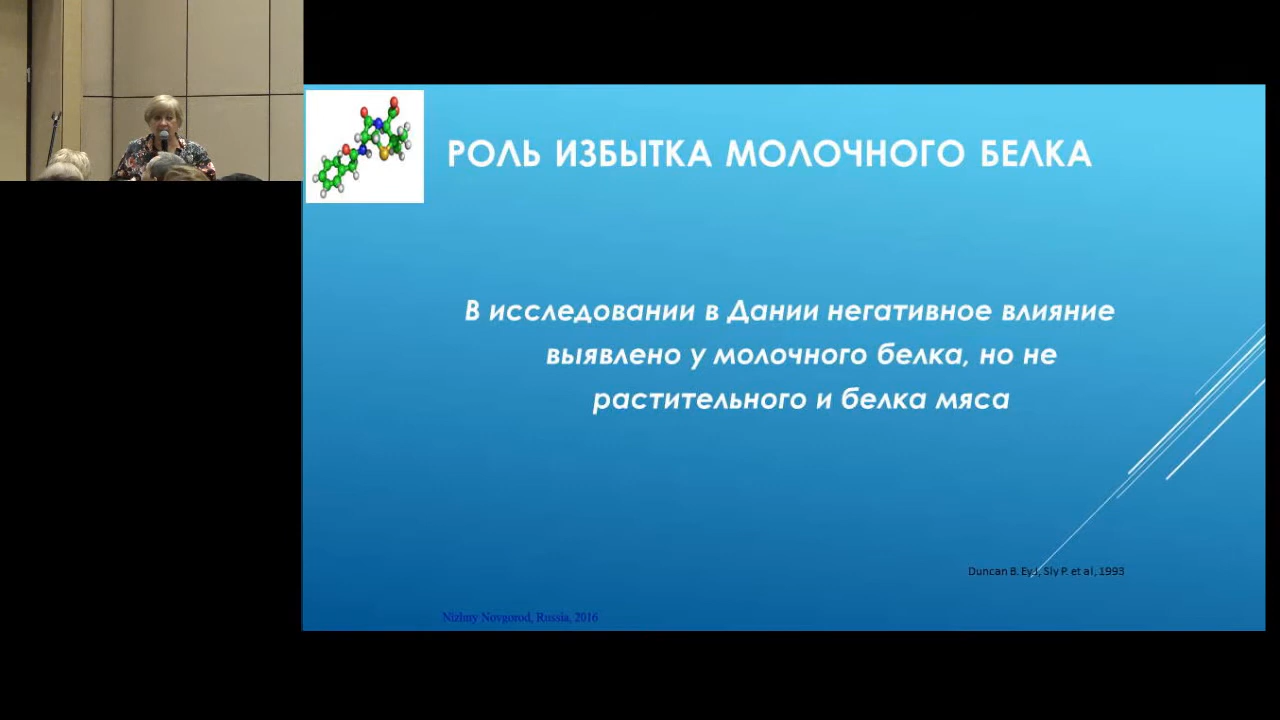 РОЛЬ ИЗБЫТКА МОЛОЧНОГО БЕЛКА
В исследовании в Дании негативное влияние
выявлено у молочного белка, но не
растительного и белка мяса
Duncan B. Ey J, Sly P. et al, 1993
Nizhny Novgorod, Russia, 2016